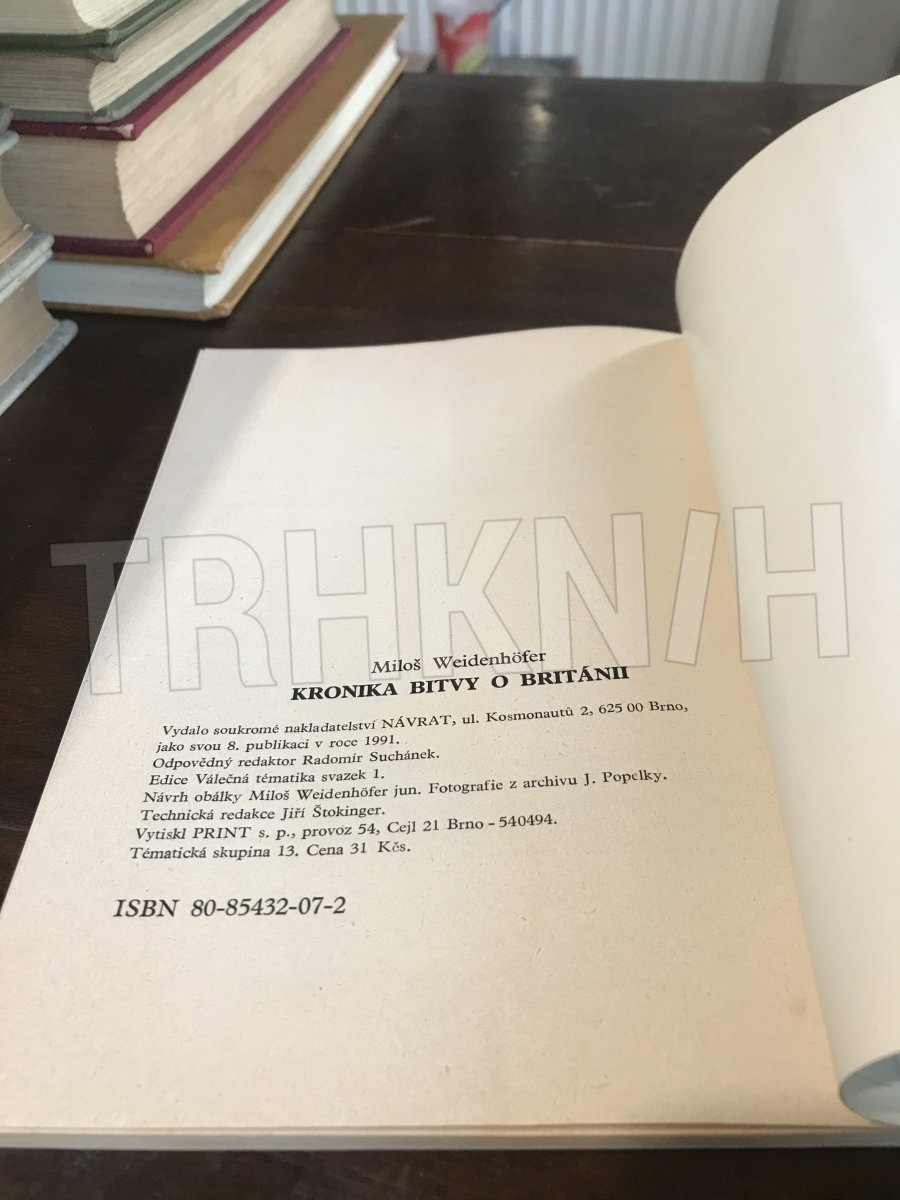 TRHKNIH
Miloš Weidenhöfer
KRONIKA BITVY O BRITÁNII
Vydalo soukromé nakladatelství NÁVRAT, ul. Kosmonautů 2, 625 00 Brno,
jako svou 8. publikaci v roce 1991.
Odpovědný redaktor Radomír Suchánek.
Edice Válečná tématika svazek 1.
Návrh obálky Miloš Weidenhöfer jun. Fotografie z archivu J. Popelky.
Technická redakce Jiří Štokinger.
Vytiskl PRINT s. p., provoz 54, Cejl 21 Brno - 540494.
Tématická skupina 13. Cena 31 Kčs.
ISBN 80-85432-07-2